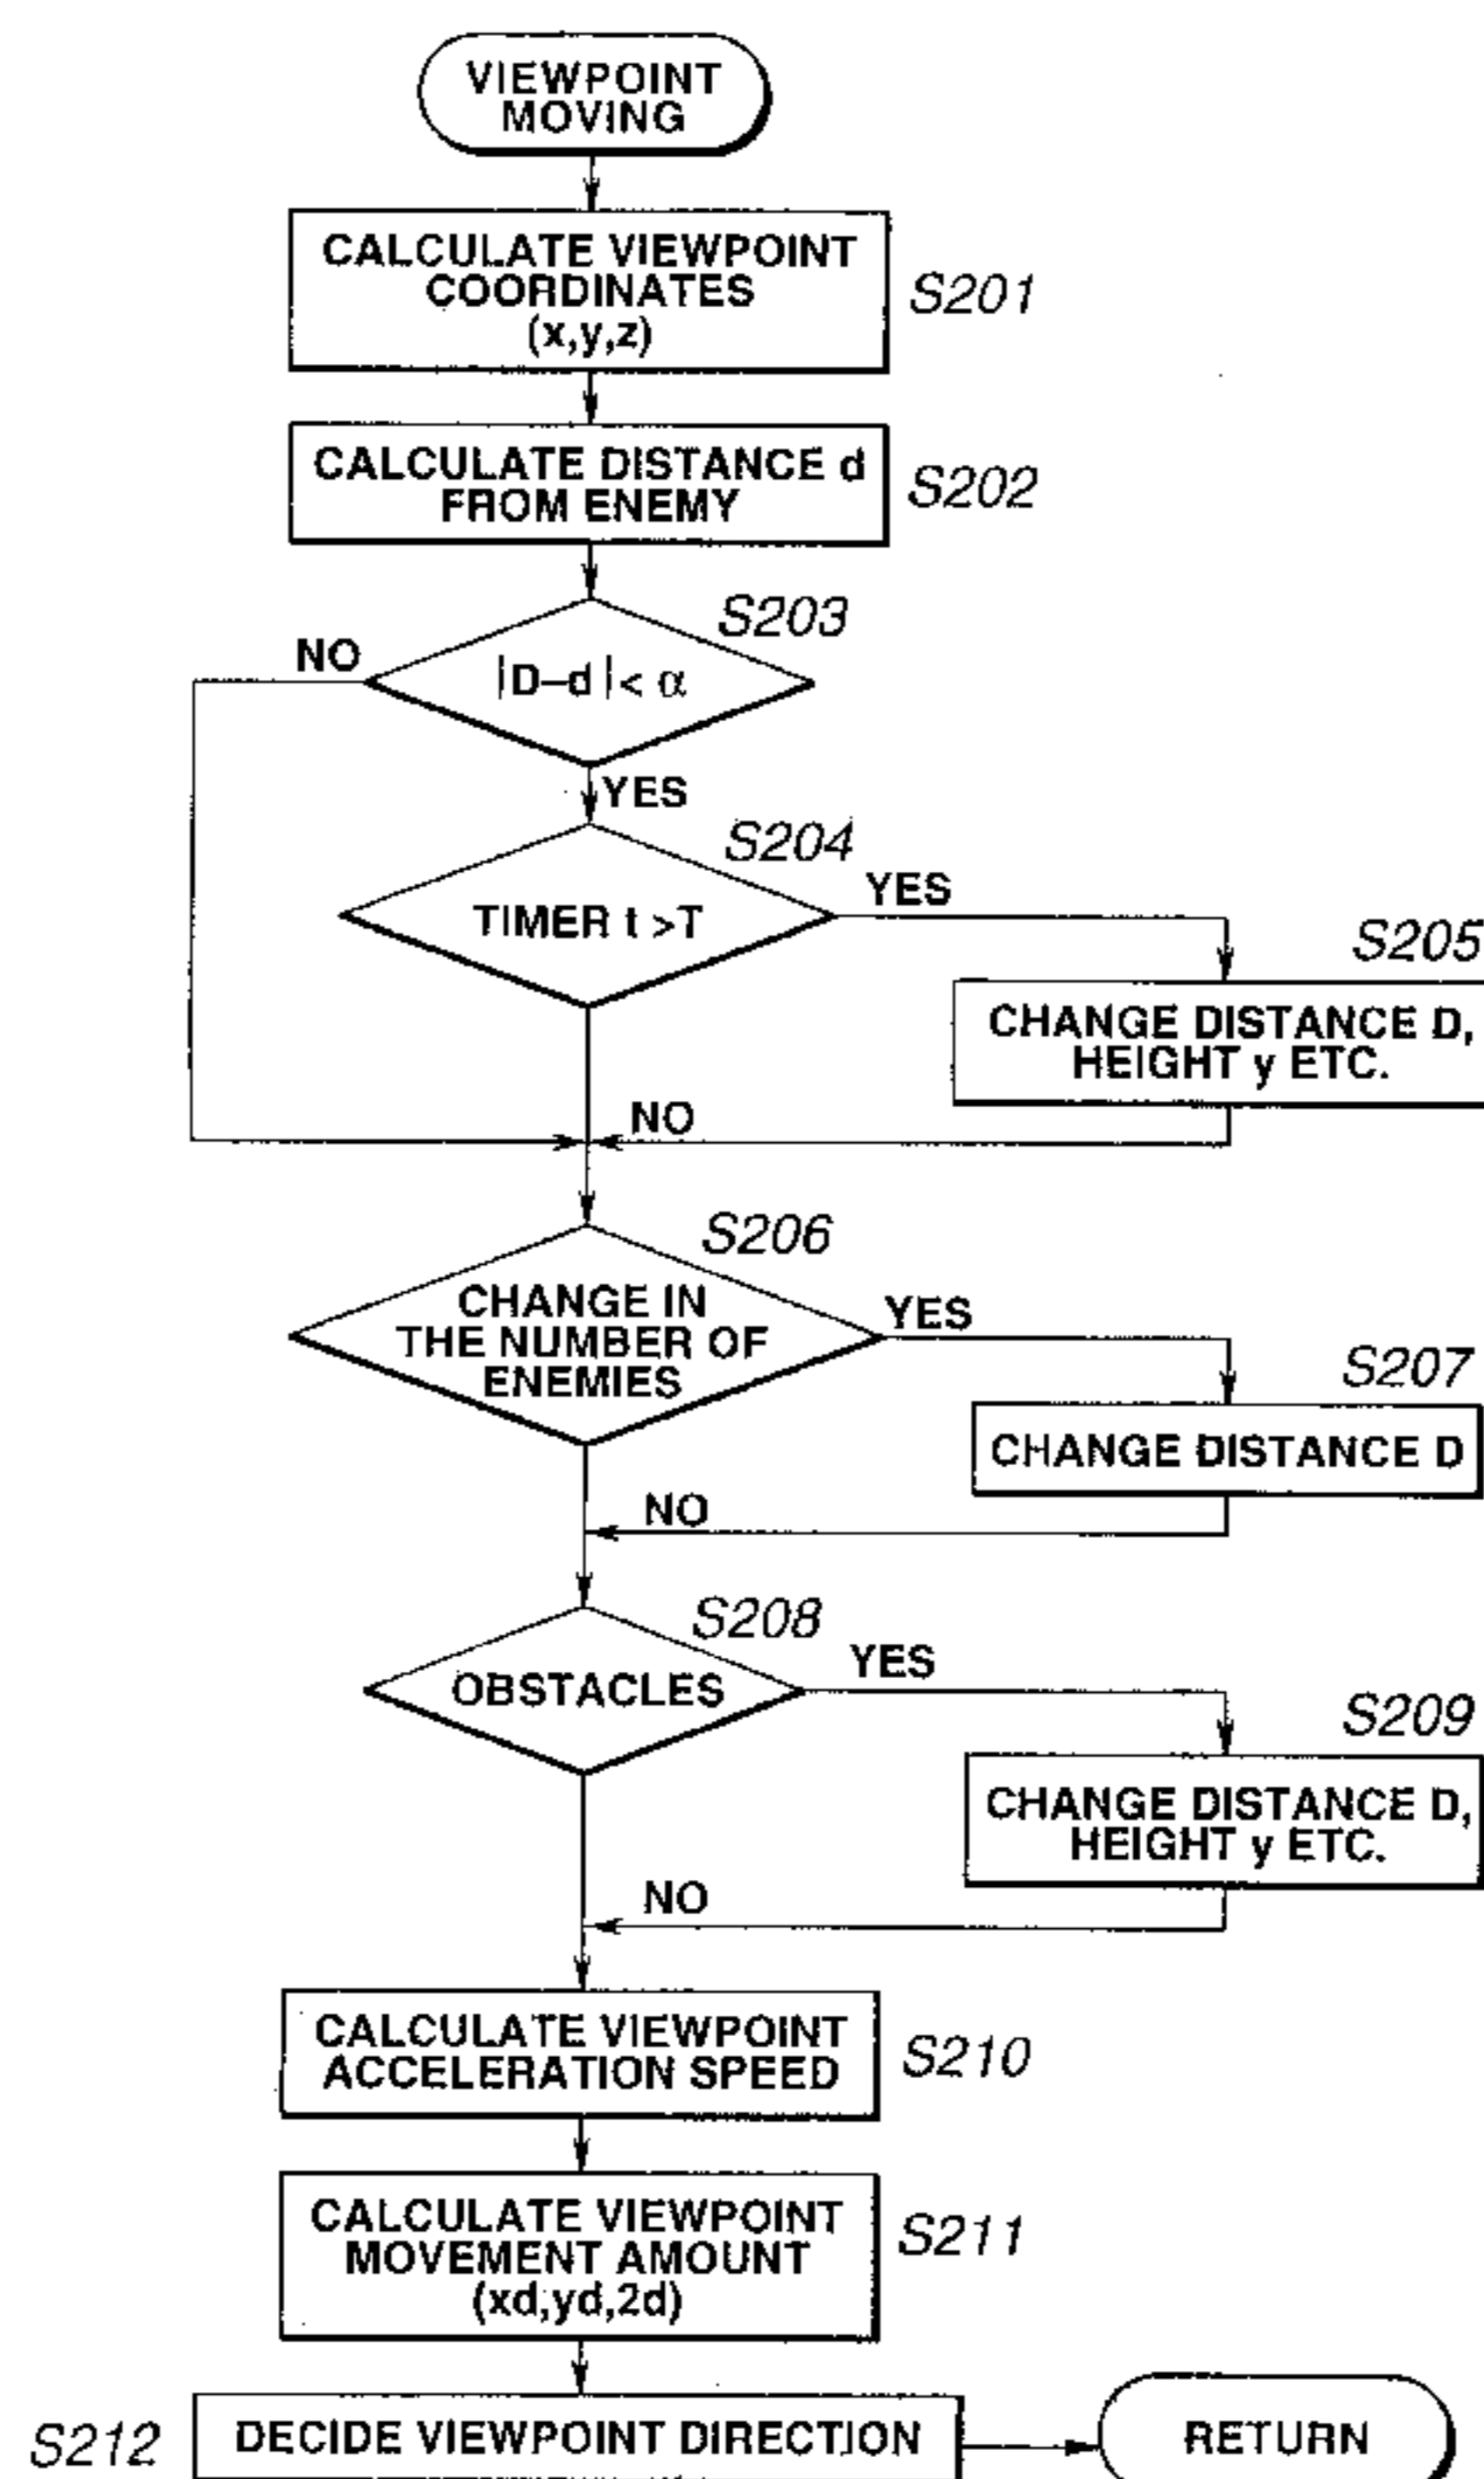 VIEWPOINT
MOVING
CALCULATE VIEWPOINT
COORDINATES
(x,y,z)
S201
CALCULATE DISTANCE d
FROM ENEMY
S202
S203
NO
|D–d|< α
YES
S204
TIMER t >T
YES
S205
CHANGE DISTANCE D,
HEIGHT y ETC.
NO
S206
CHANGE IN
THE NUMBER OF
ENEMIES
YES
S207
CHANGE DISTANCE D
NO
S208
OBSTACLES
YES
S209
CHANGE DISTANCE D,
HEIGHT y ETC.
NO
CALCULATE VIEWPOINT
ACCELERATION SPEED
S210
CALCULATE VIEWPOINT
MOVEMENT AMOUNT
(xd,yd,2d)
S211
S212
DECIDE VIEWPOINT DIRECTION
RETURN